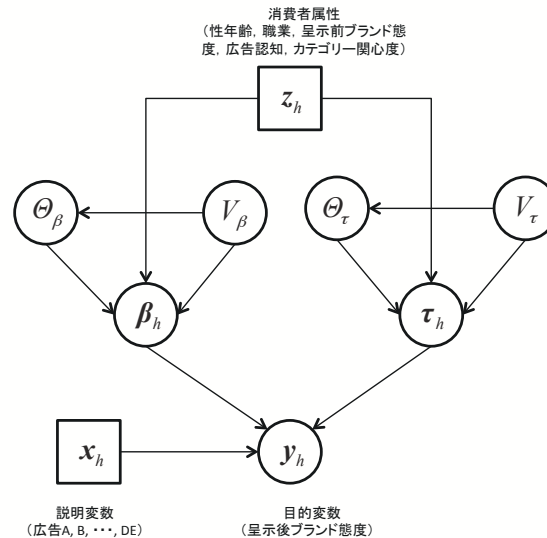 消費者属性
(性年齢, 職業, 呈示前ブランド態
度, 広告認知, カテゴリー関心度)
z_h
Θ_β V_β Θ_τ V_τ
β_h τ_h
x_h y_h
説明変数 目的変数
(広告A, B, ・・・, DE) (呈示後ブランド態度)